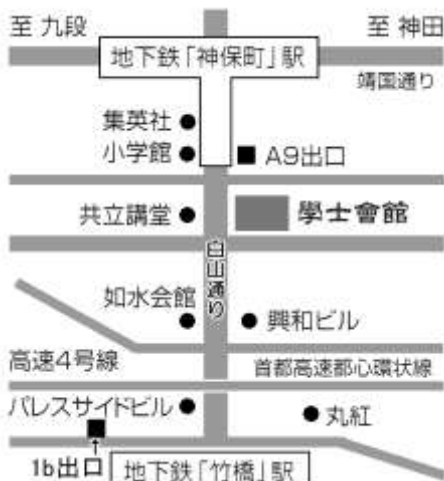 至 九段
至 神田
地下鉄「神保町」駅
靖国通り
集英社
小学館
A9出口
共立講堂
學士會館
白山通り
如水会館
興和ビル
高速4号線
首都高速都心環状線
パレスサイドビル
丸紅
1b出口
地下鉄「竹橋」駅